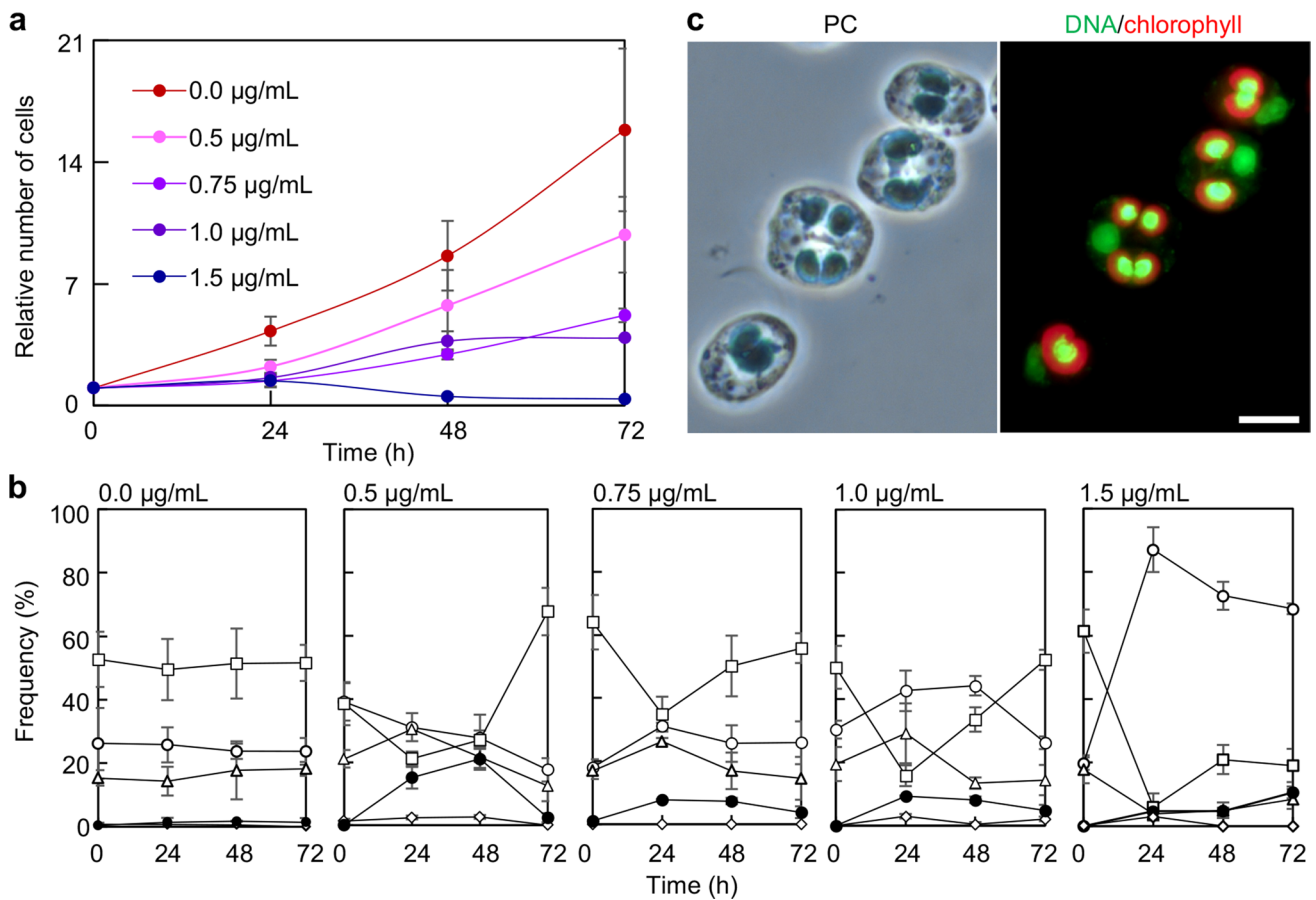 a
21
14
7
0
Relative number of cells
0.0 µg/mL
0.5 µg/mL
0.75 µg/mL
1.0 µg/mL
1.5 µg/mL
0 24 48 72
Time (h)
c
PC
DNA/chlorophyll
b
0.0 µg/mL 0.5 µg/mL 0.75 µg/mL 1.0 µg/mL 1.5 µg/mL
100
80
60
40
20
0
Frequency (%)
0 24 48 72 0 24 48 72 0 24 48 72 0 24 48 72 0 24 48 72
Time (h)